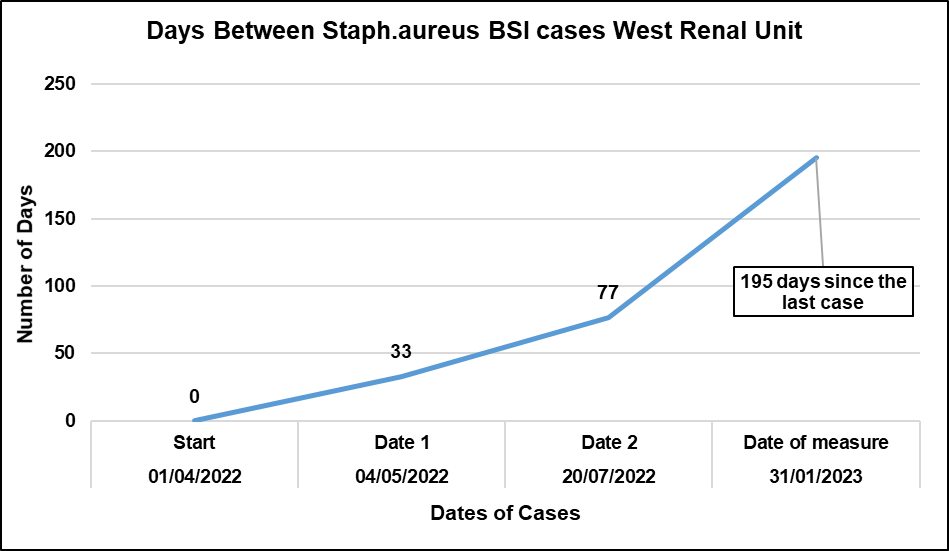 Days Between Staph.aureus BSI cases West Renal Unit
250
200
150
100
50
0
Number of Days
0
33
77
195 days since the
last case
Start
Date 1
Date 2
Date of measure
01/04/2022
04/05/2022
20/07/2022
31/01/2023
Dates of Cases